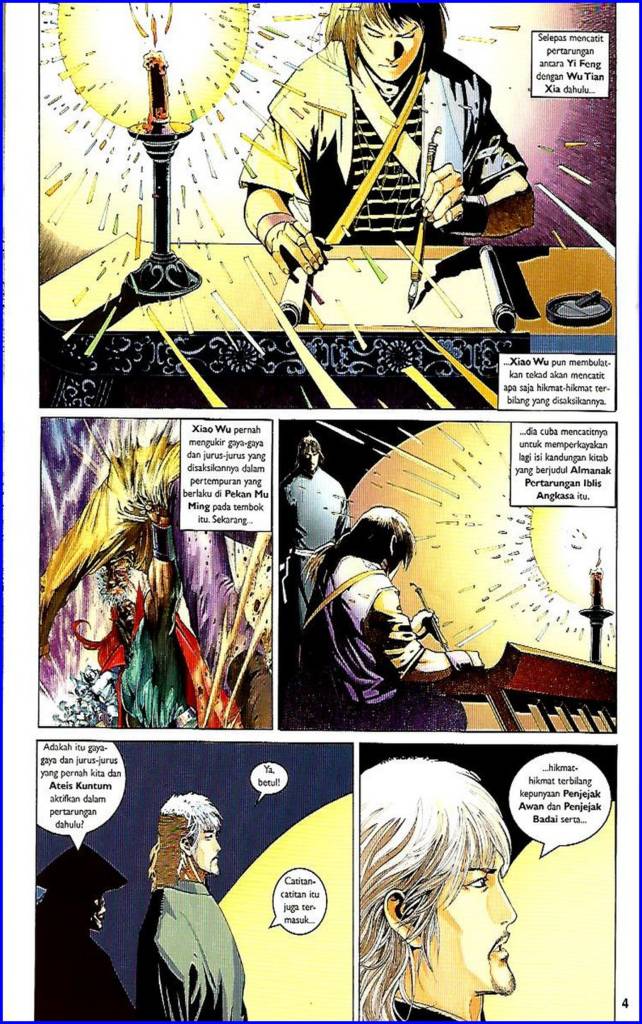 Selepas mencatit
pertarungan
antara Yi Feng
dengan Wu Tian
Xia dahulu...
...Xiao Wu pun membulat-
kan tekad akan mencatit
apa saja hikmat-hikmat ter-
bilang yang disaksikannya.
Xiao Wu pernah
mengukir gaya-gaya
dan jurus-jurus yang
disaksikannya dalam
pertempuran yang
berlaku di Pekan Mu
Ming pada tembok
itu. Sekarang...
...dia cuba mencatitnya
untuk memperkayakan
lagi isi kandungan kitab
yang berjudul Almanak
Pertarungan Iblis
Angkasa itu.
Adakah itu gaya-
gaya dan jurus-jurus
yang pernah kita dan
Ateis Kuntum
aktifkan dalam
pertarungan
dahulu?
Ya,
betul!
Catitan-
catitan itu
juga ter-
masuk...
...hikmat-
hikmat terbilang
kepunyaan Penjejak
Awan dan Penjejak
Badai serta...
4